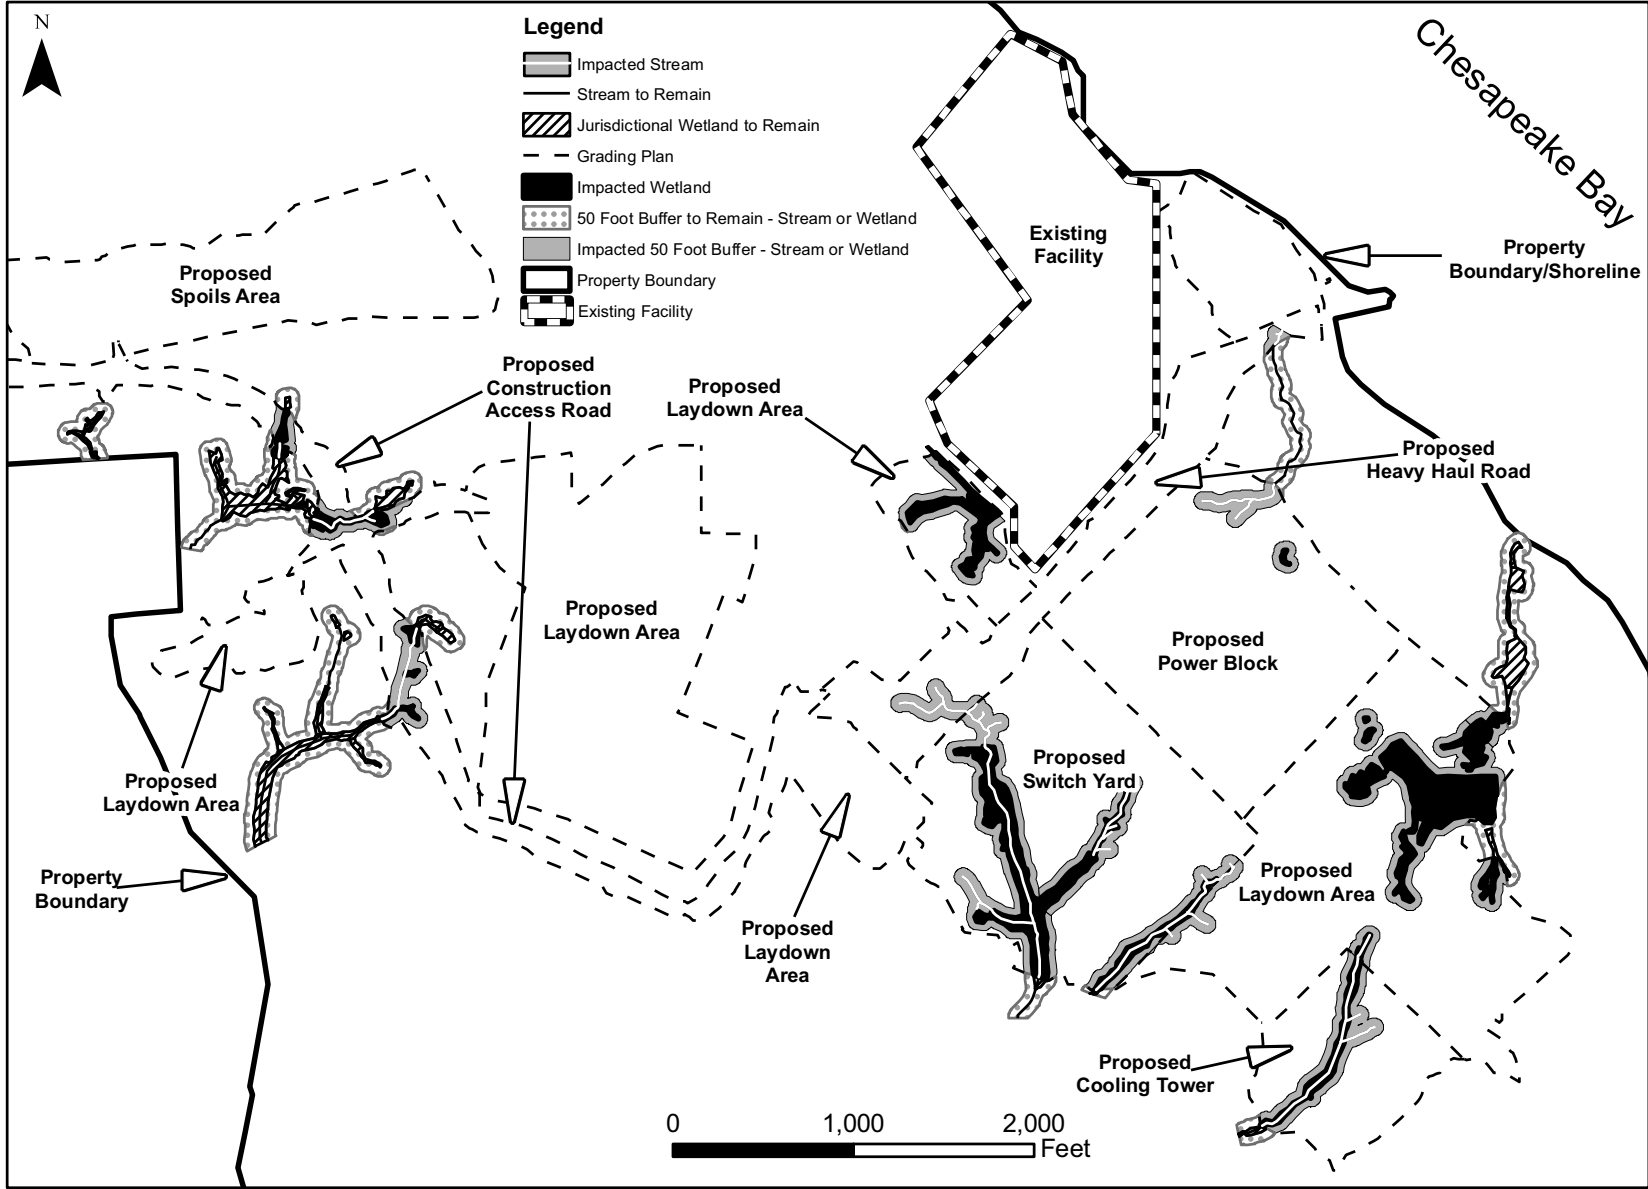 N
Legend
Impacted Stream
Stream to Remain
Jurisdictional Wetland to Remain
Grading Plan
Impacted Wetland
50 Foot Buffer to Remain - Stream or Wetland
Impacted 50 Foot Buffer - Stream or Wetland
Property Boundary
Existing Facility
Chesapeake Bay
Existing
Facility
Property
Boundary/Shoreline
Proposed
Spoils Area
Proposed
Construction
Access Road
Proposed
Laydown Area
Proposed
Heavy Haul Road
Proposed
Laydown Area
Proposed
Power Block
Proposed
Laydown Area
Proposed
Switch Yard
Property
Boundary
Proposed
Laydown Area
Proposed
Laydown
Area
Proposed
Cooling Tower
0
1,000
2,000
Feet